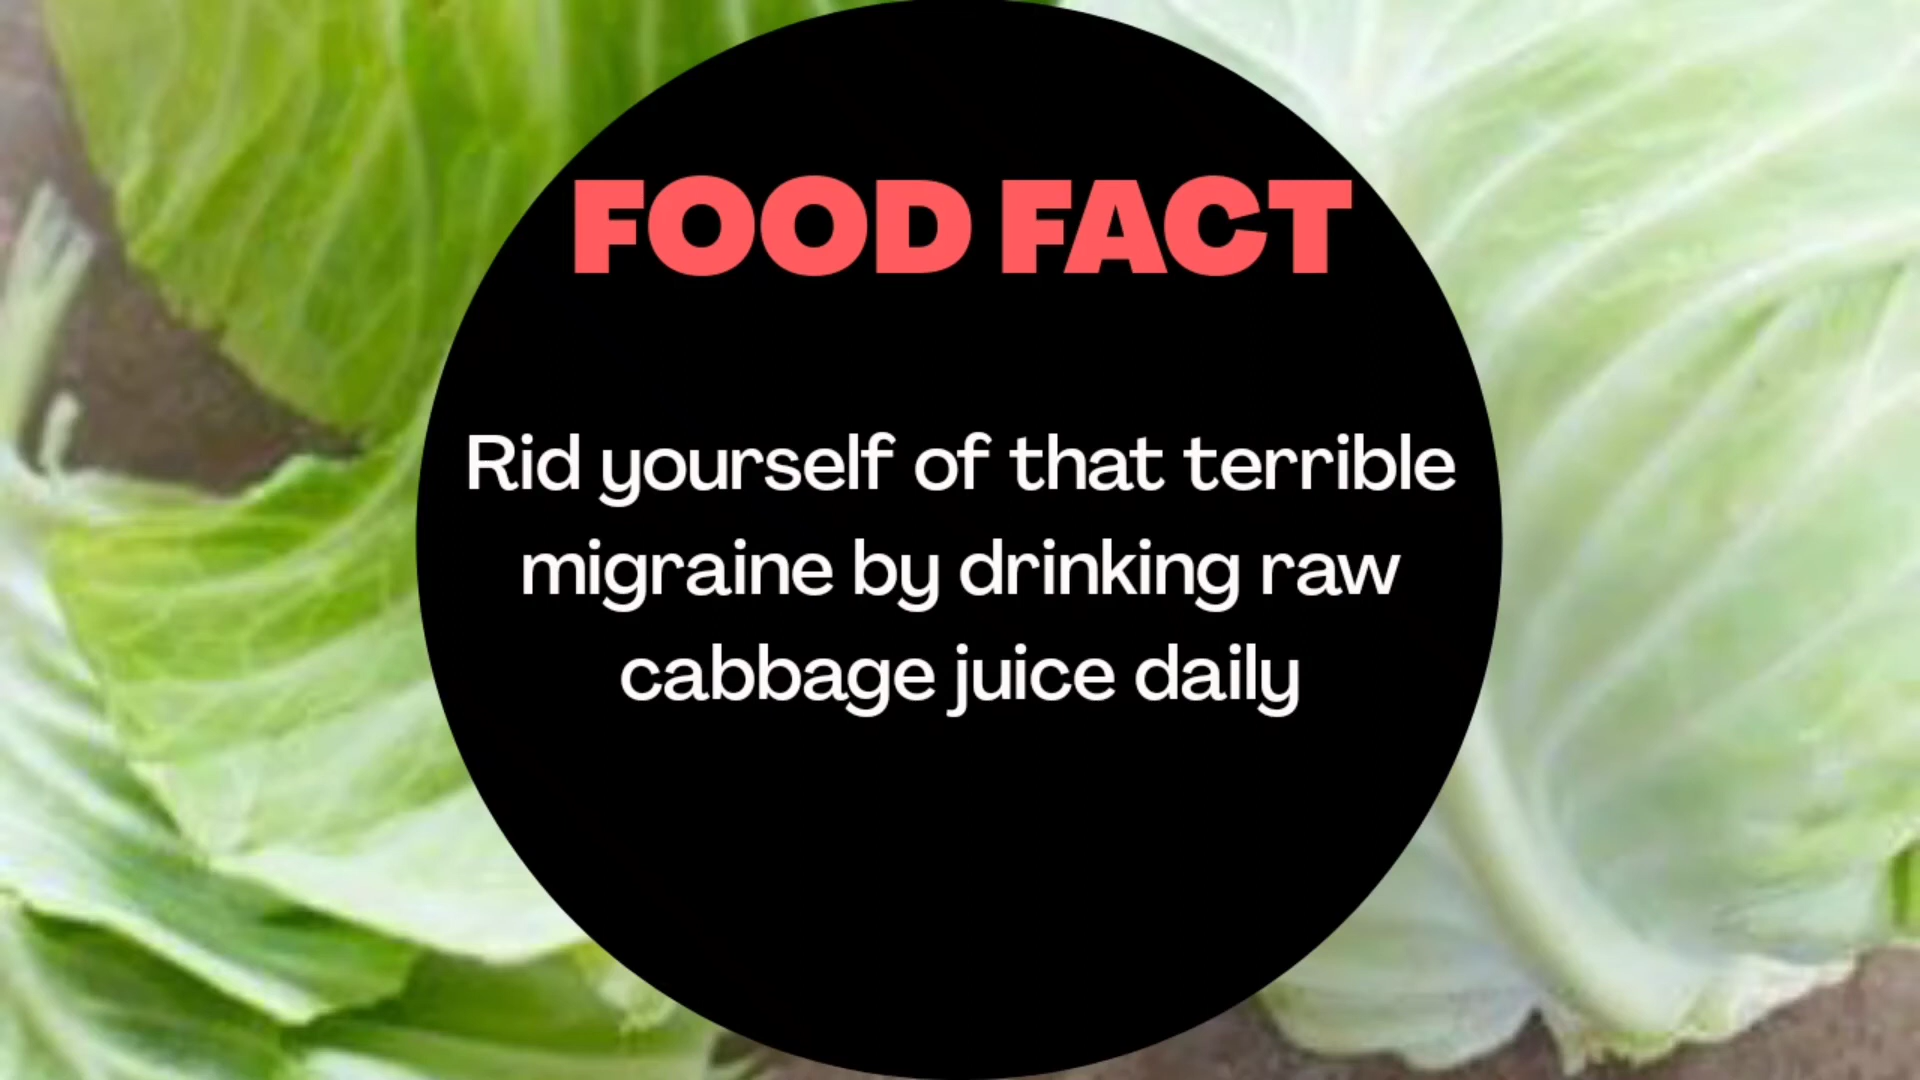 FOOD FACT
Rid yourself of that terrible
migraine by drinking raw
cabbage juice daily